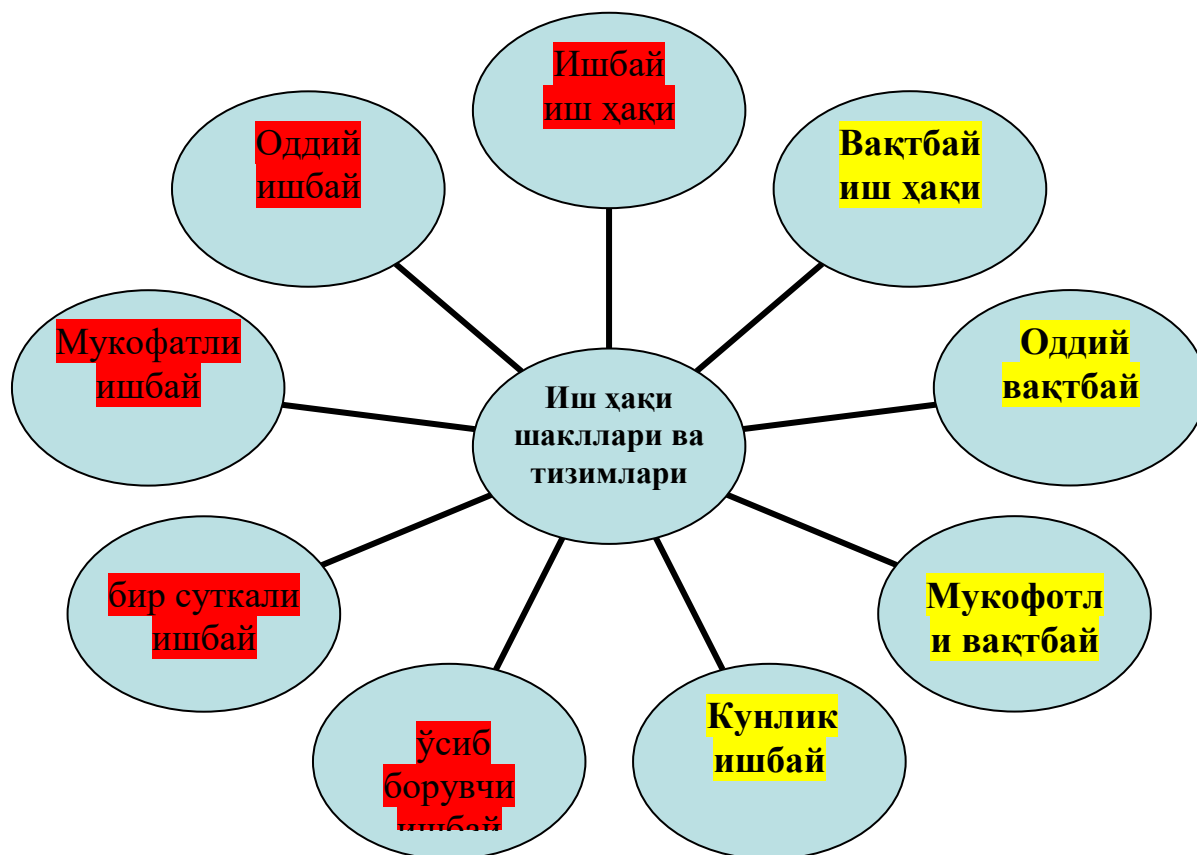 Ишбай
иш ҳақи
Вақтбай
иш ҳақи
Оддий
вақтбай
Мукофотл
и вақтбай
Кунлик
ишбай
ўсиб
борувчи
ишбай
бир суткали
ишбай
Мукофатли
ишбай
Оддий
ишбай
Иш ҳақи
шакллари ва
тизимлари